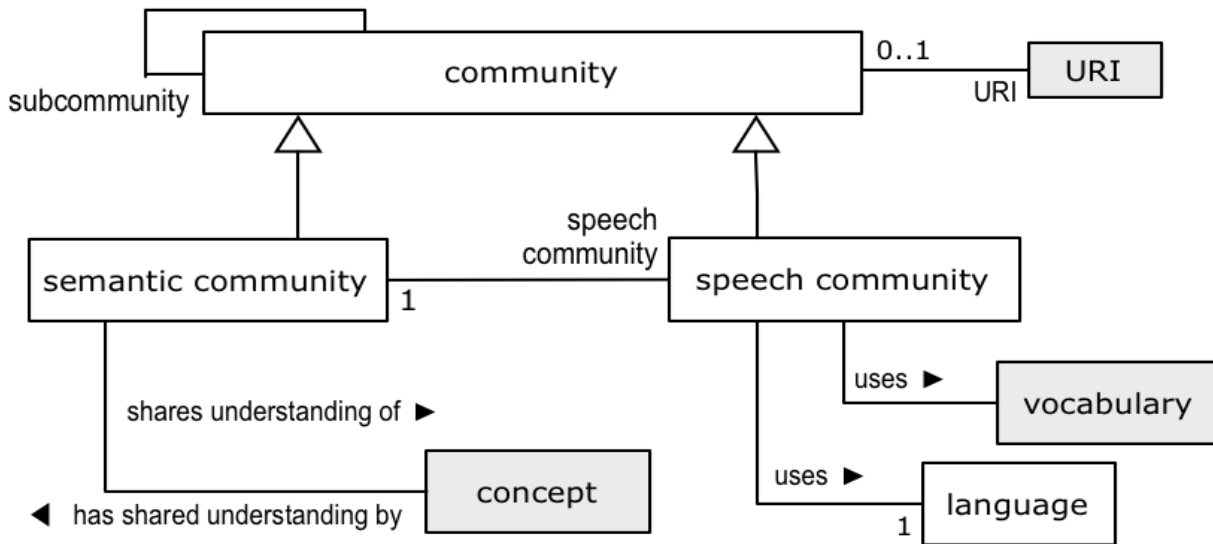 community
0..1
URI
URI
subcommunity
speech
community
semantic community
1
speech community
shares understanding of ►
uses ►
vocabulary
concept
uses ►
language
1
◄ has shared understanding by